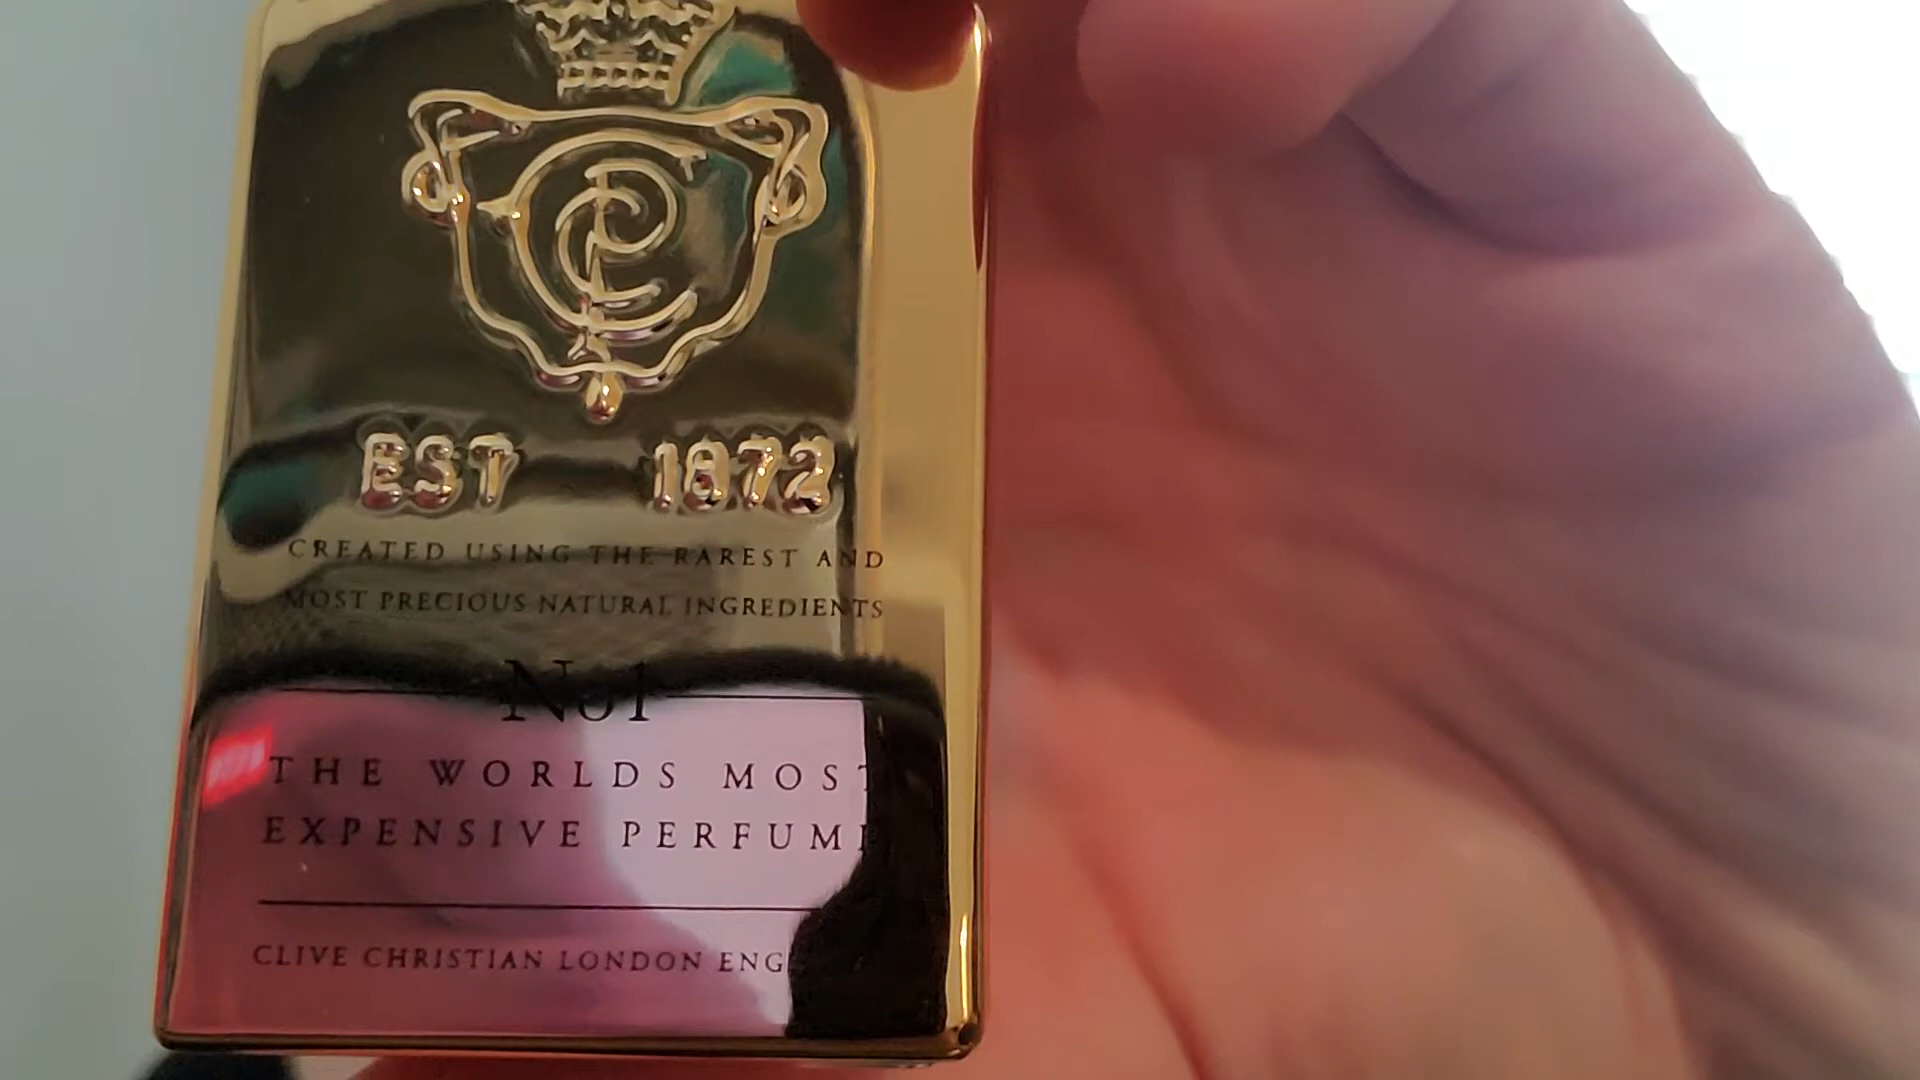 EST 1872
CREATED USING THE RAREST AND
MOST PRECIOUS NATURAL INGREDIENTS
No1
THE WORLDS MOST
EXPENSIVE PERFUME
CLIVE CHRISTIAN LONDON ENG